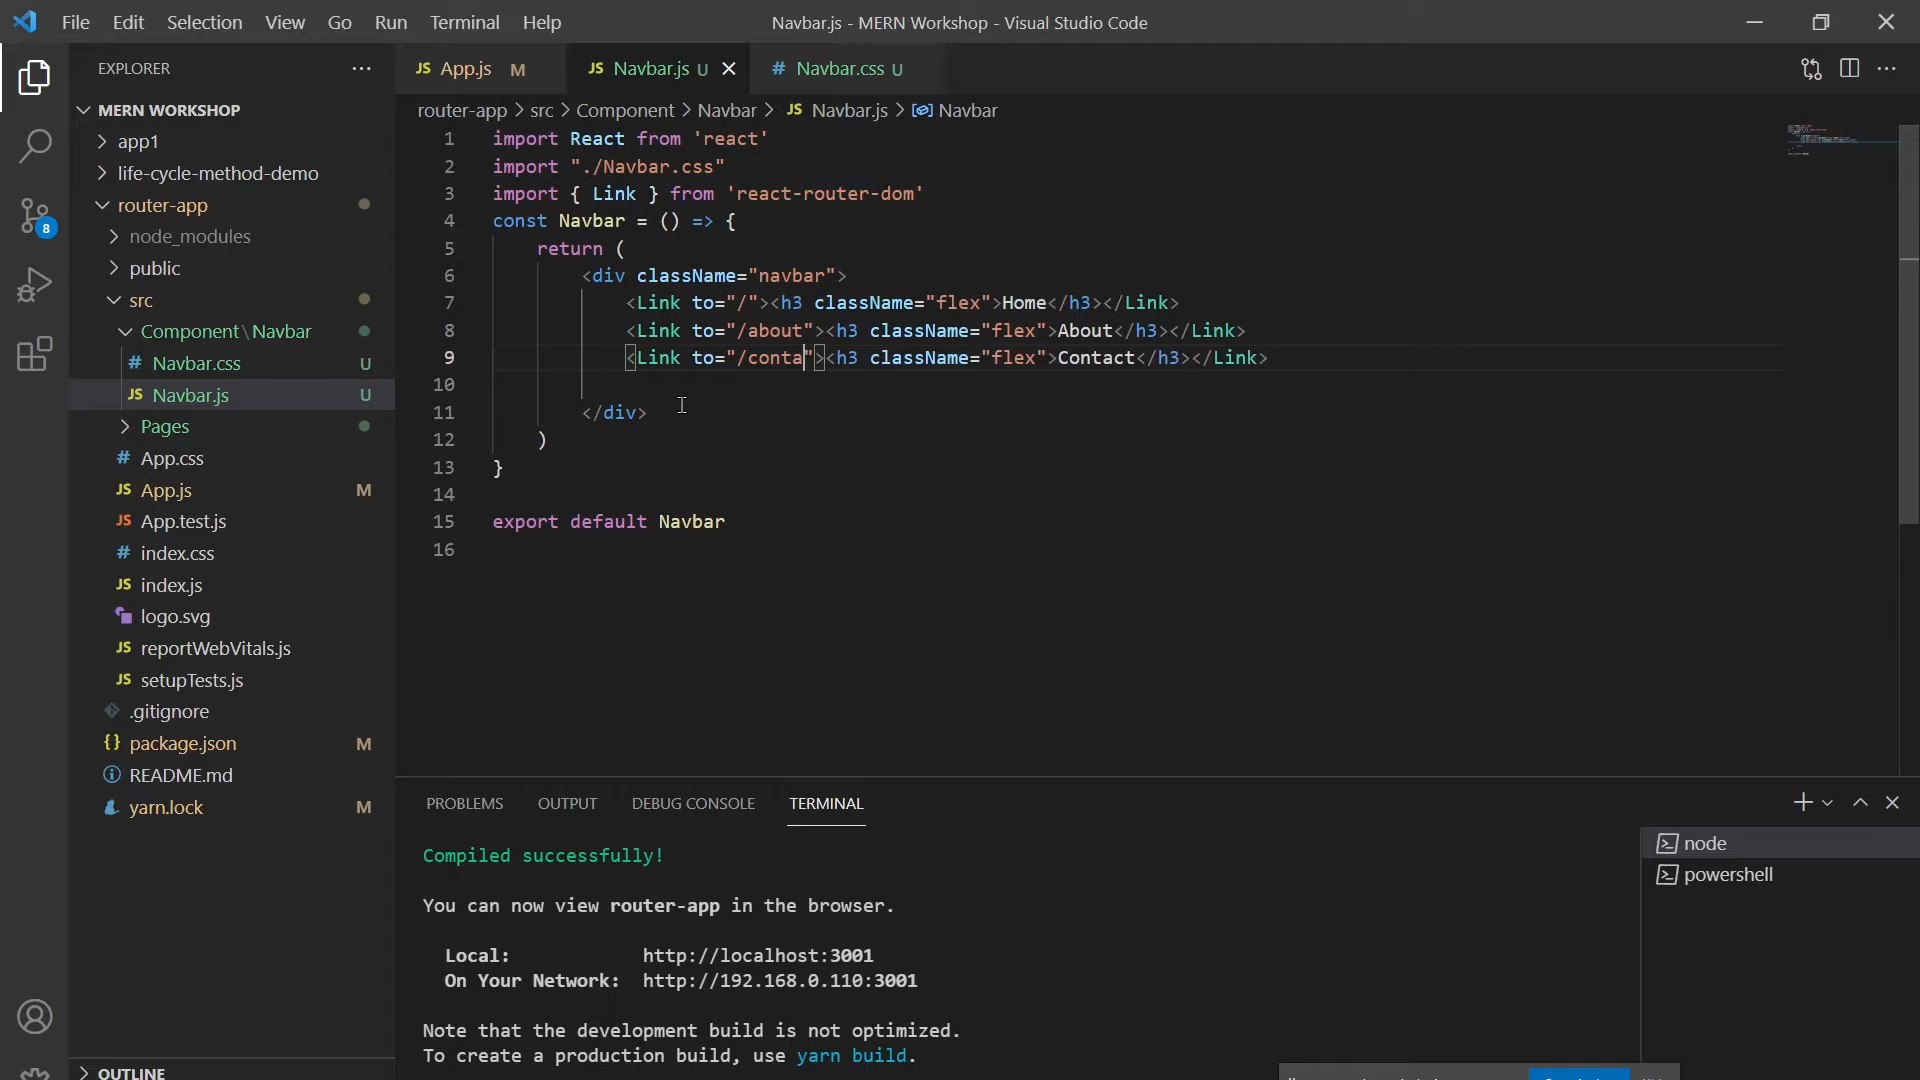 File Edit Selection View Go Run Terminal Help
Navbar.js - MERN Workshop - Visual Studio Code
EXPLORER
MERN WORKSHOP
app1
life-cycle-method-demo
router-app
node_modules
public
src
Component\Navbar
# Navbar.css U
JS Navbar.js U
Pages
# App.css
JS App.js M
JS App.test.js
# index.css
JS index.js
logo.svg
JS reportWebVitals.js
JS setupTests.js
.gitignore
{} package.json M
README.md
yarn.lock M
OUTLINE
8
JS App.js M
JS Navbar.js U
# Navbar.css U
router-app > src > Component > Navbar > JS Navbar.js > Navbar
1 import React from 'react'
2 import "./Navbar.css"
3 import { Link } from 'react-router-dom'
4 const Navbar = () => {
5 return (
6 <div className="navbar">
7 <Link to="/"><h3 className="flex">Home</h3></Link>
8 <Link to="/about"><h3 className="flex">About</h3></Link>
9 <Link to="/conta"><h3 className="flex">Contact</h3></Link>
10
11 </div>
12 )
13 }
14
15 export default Navbar
16
PROBLEMS OUTPUT DEBUG CONSOLE TERMINAL
Compiled successfully!
You can now view router-app in the browser.
Local: http://localhost:3001
On Your Network: http://192.168.0.110:3001
Note that the development build is not optimized.
To create a production build, use yarn build.
node
powershell